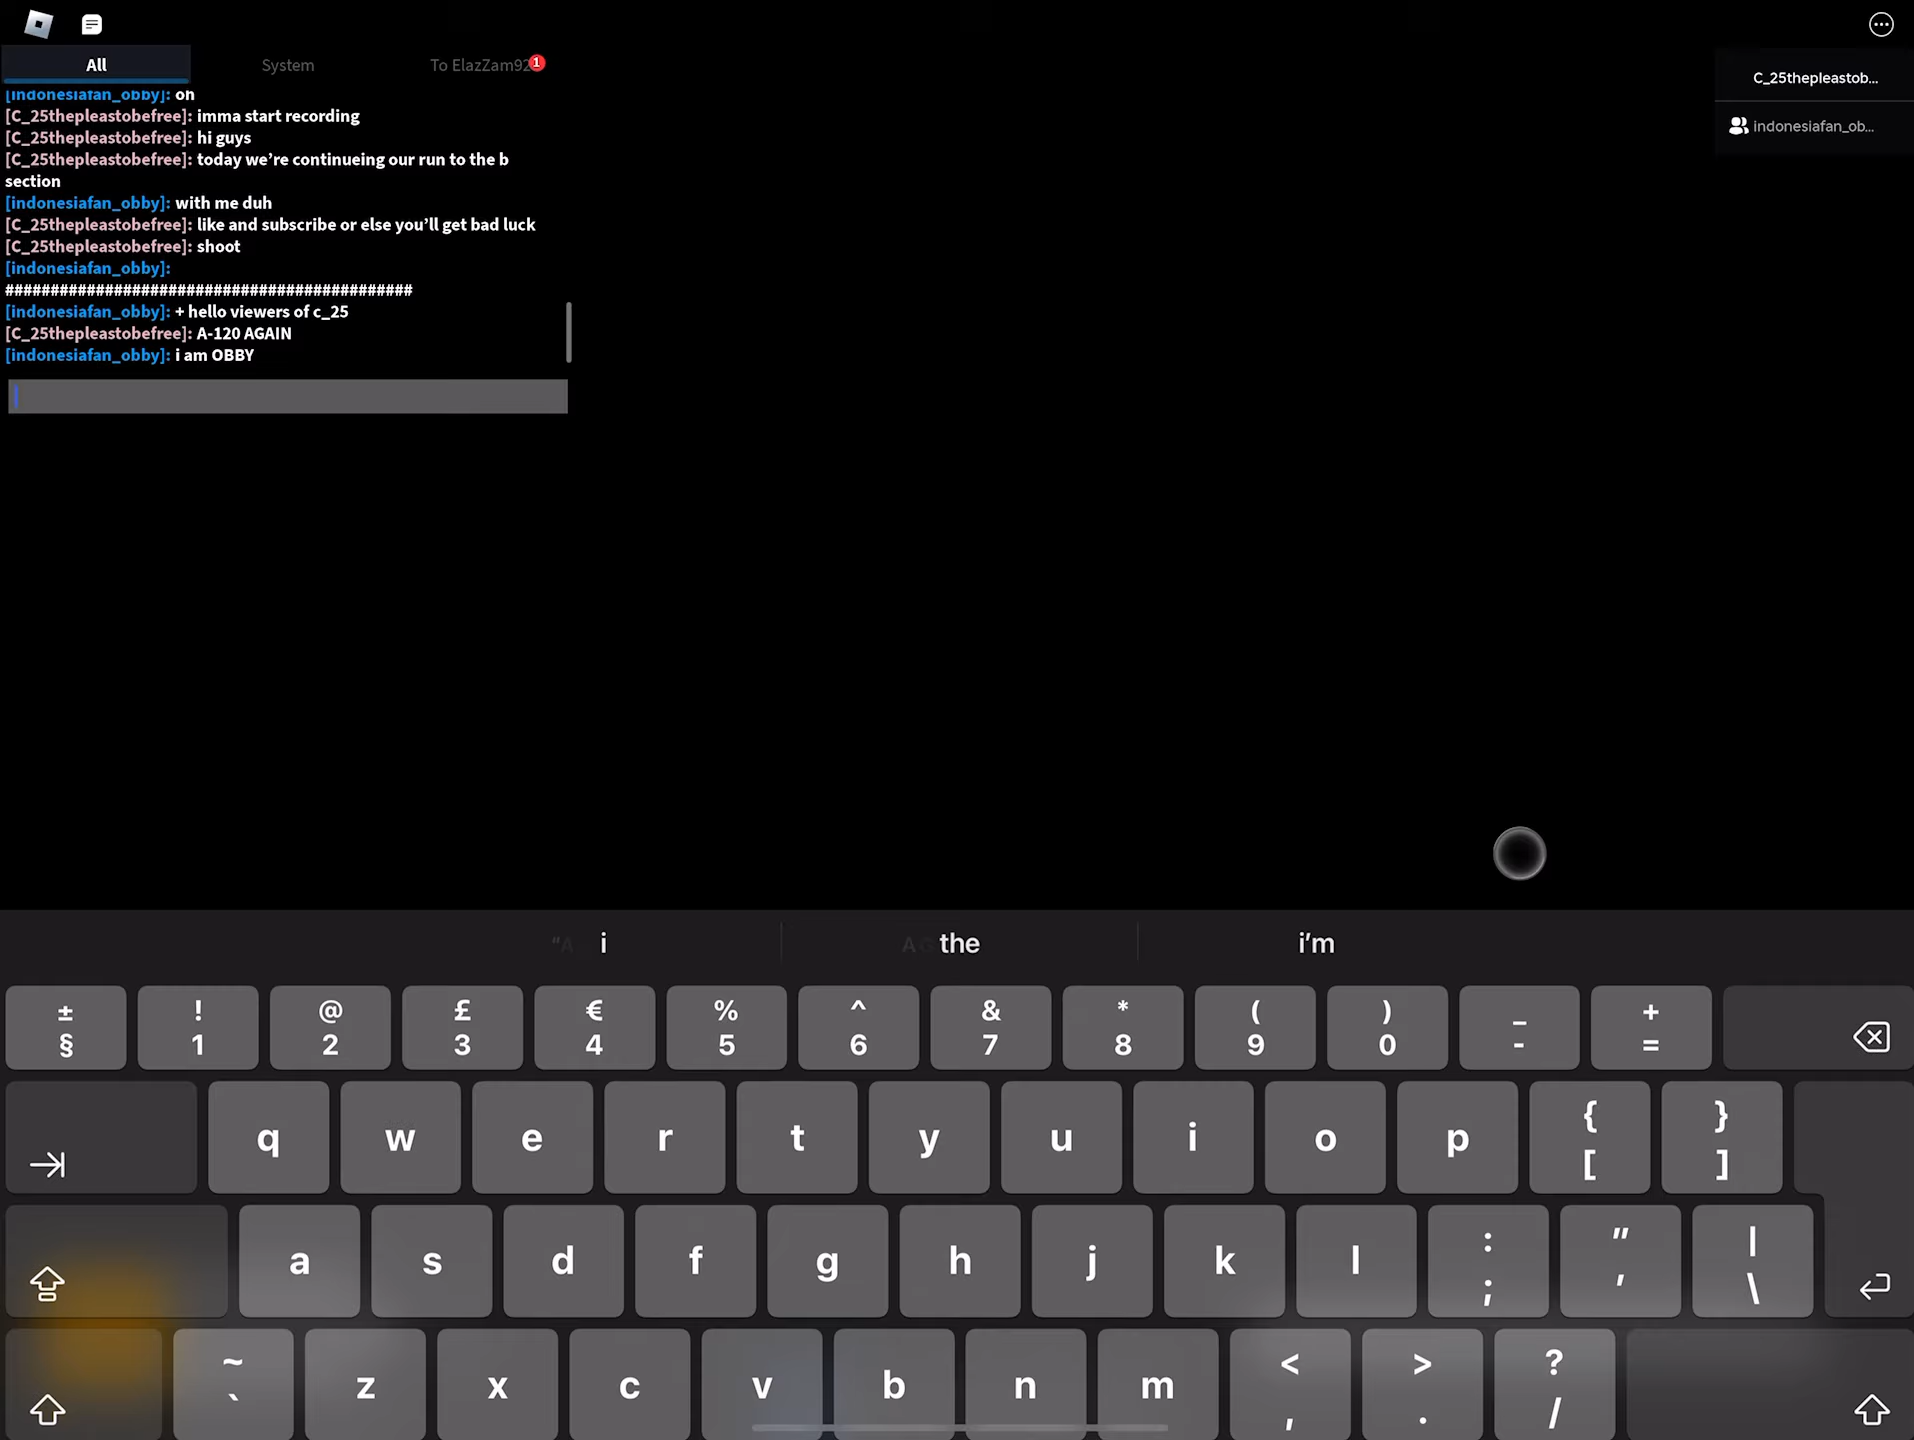 All System To ElazZam92 1
[indonesiafan_obby]: oh
[C_25thepleastobefree]: imma start recording
[C_25thepleastobefree]: hi guys
[C_25thepleastobefree]: today we’re continueing our run to the b
section
[indonesiafan_obby]: with me duh
[C_25thepleastobefree]: like and subscribe or else you’ll get bad luck
[C_25thepleastobefree]: shoot
[indonesiafan_obby]:
#############################################
[indonesiafan_obby]: + hello viewers of c_25
[C_25thepleastobefree]: A-120 AGAIN
[indonesiafan_obby]: i am OBBY
C_25thepleastob...
indonesiafan_ob...
i the i’m
± ! @ £ € % ^ & * ( ) _ +
§ 1 2 3 4 5 6 7 8 9 0 - =
q w e r t y u i o p { }
[ ]
a s d f g h j k l : " |
; ' \
~ z x c v b n m < > ?
` , . /